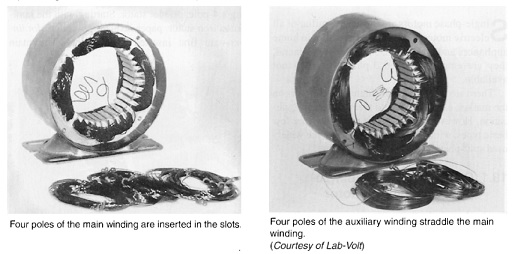 Four poles of the main winding are inserted in the slots.
Four poles of the auxiliary winding straddle the main
winding.
(Courtesy of Lab-Volt)